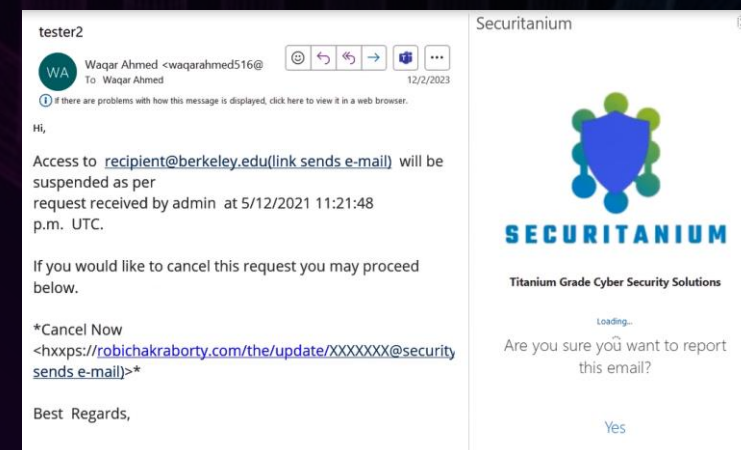 tester2
WA
Waqar Ahmed <waqarahmed516@
To Waqar Ahmed
12/2/2023
If there are problems with how this message is displayed, click here to view it in a web browser.
Hi,
Access to recipient@berkeley.edu(link sends e-mail) will be
suspended as per
request received by admin at 5/12/2021 11:21:48
p.m. UTC.
If you would like to cancel this request you may proceed
below.
*Cancel Now
<hxxps://robichakraborty.com/the/update/XXXXXXX@security
sends e-mail)>*
Best Regards,
Securitanium
SECURITANIUM
Titanium Grade Cyber Security Solutions
Loading...
Are you sure you want to report
this email?
Yes